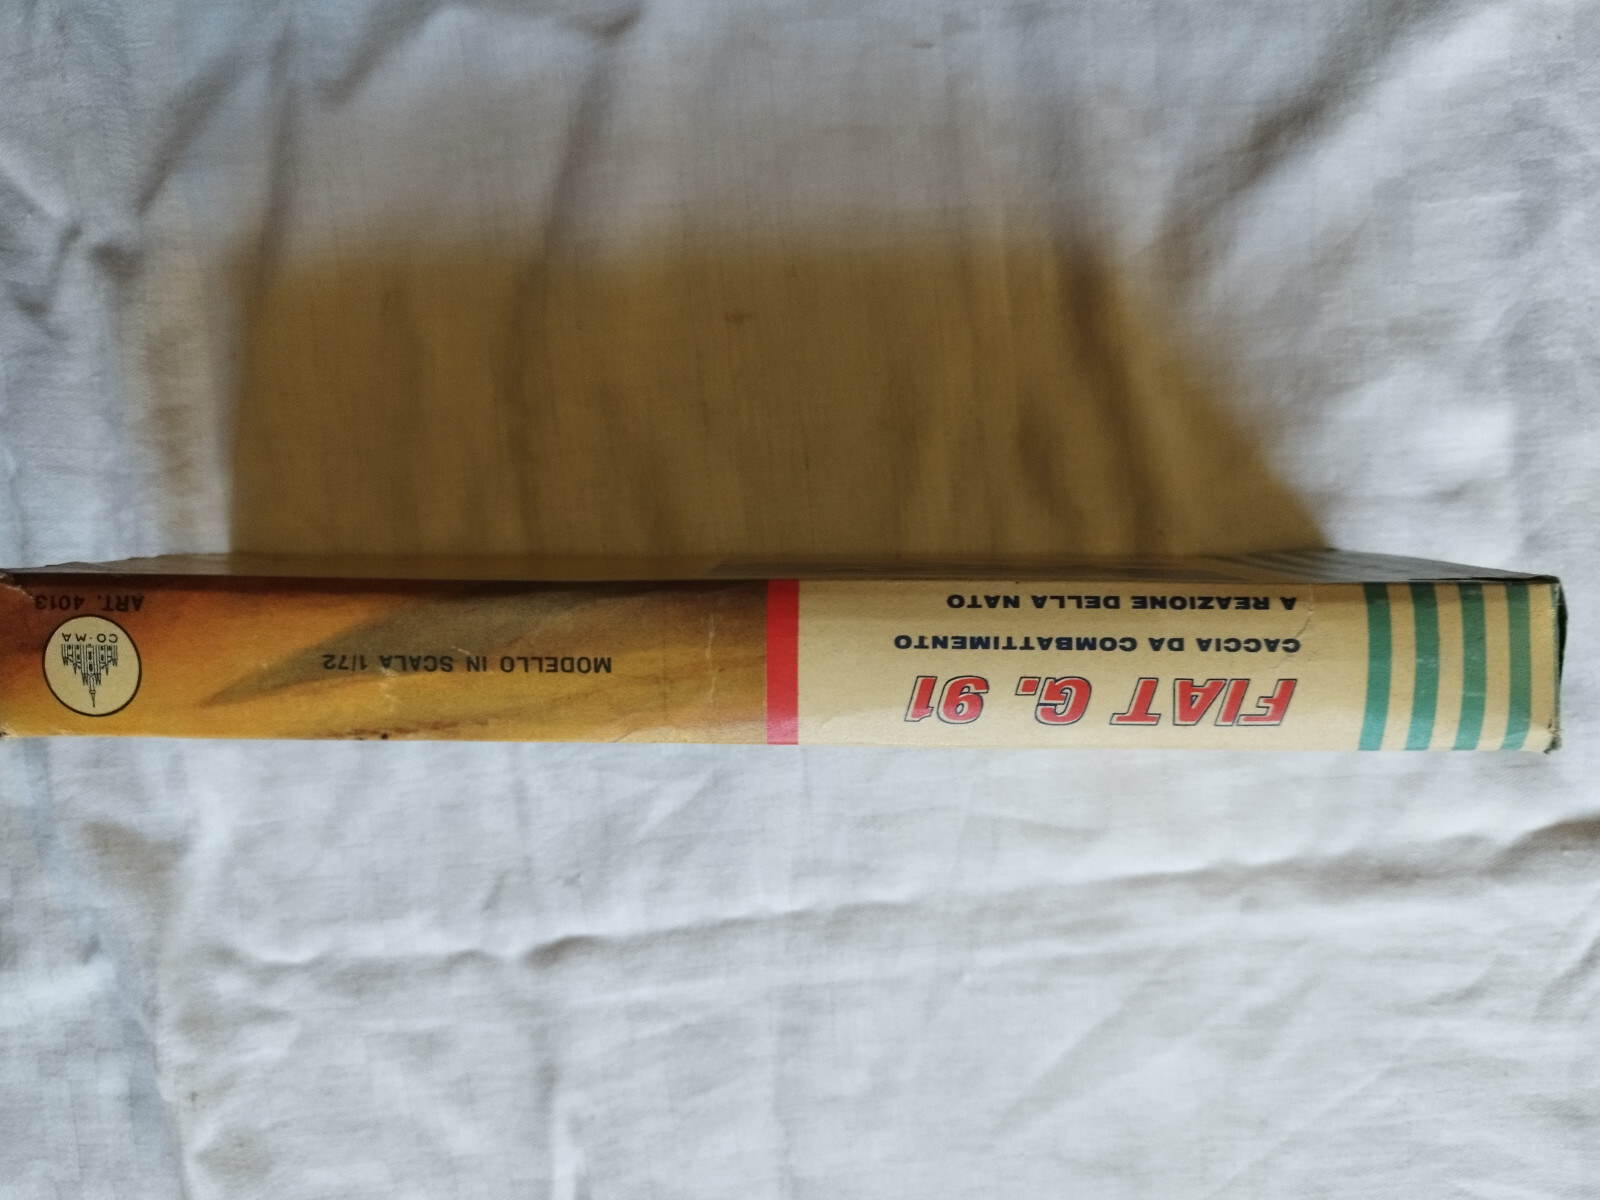 FIAT G. 91
CACCIA DA COMBATTIMENTO
A REAZIONE DELLA NATO
MODELLO IN SCALA 1/72
CO-MA
ART. 4013